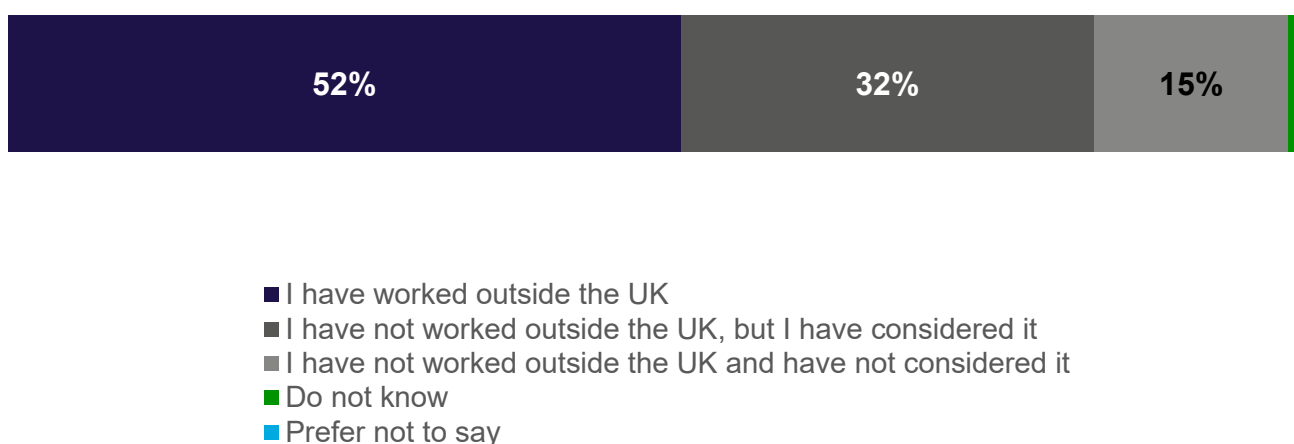 52% 32% 15%
I have worked outside the UK
I have not worked outside the UK, but I have considered it
I have not worked outside the UK and have not considered it
Do not know
Prefer not to say